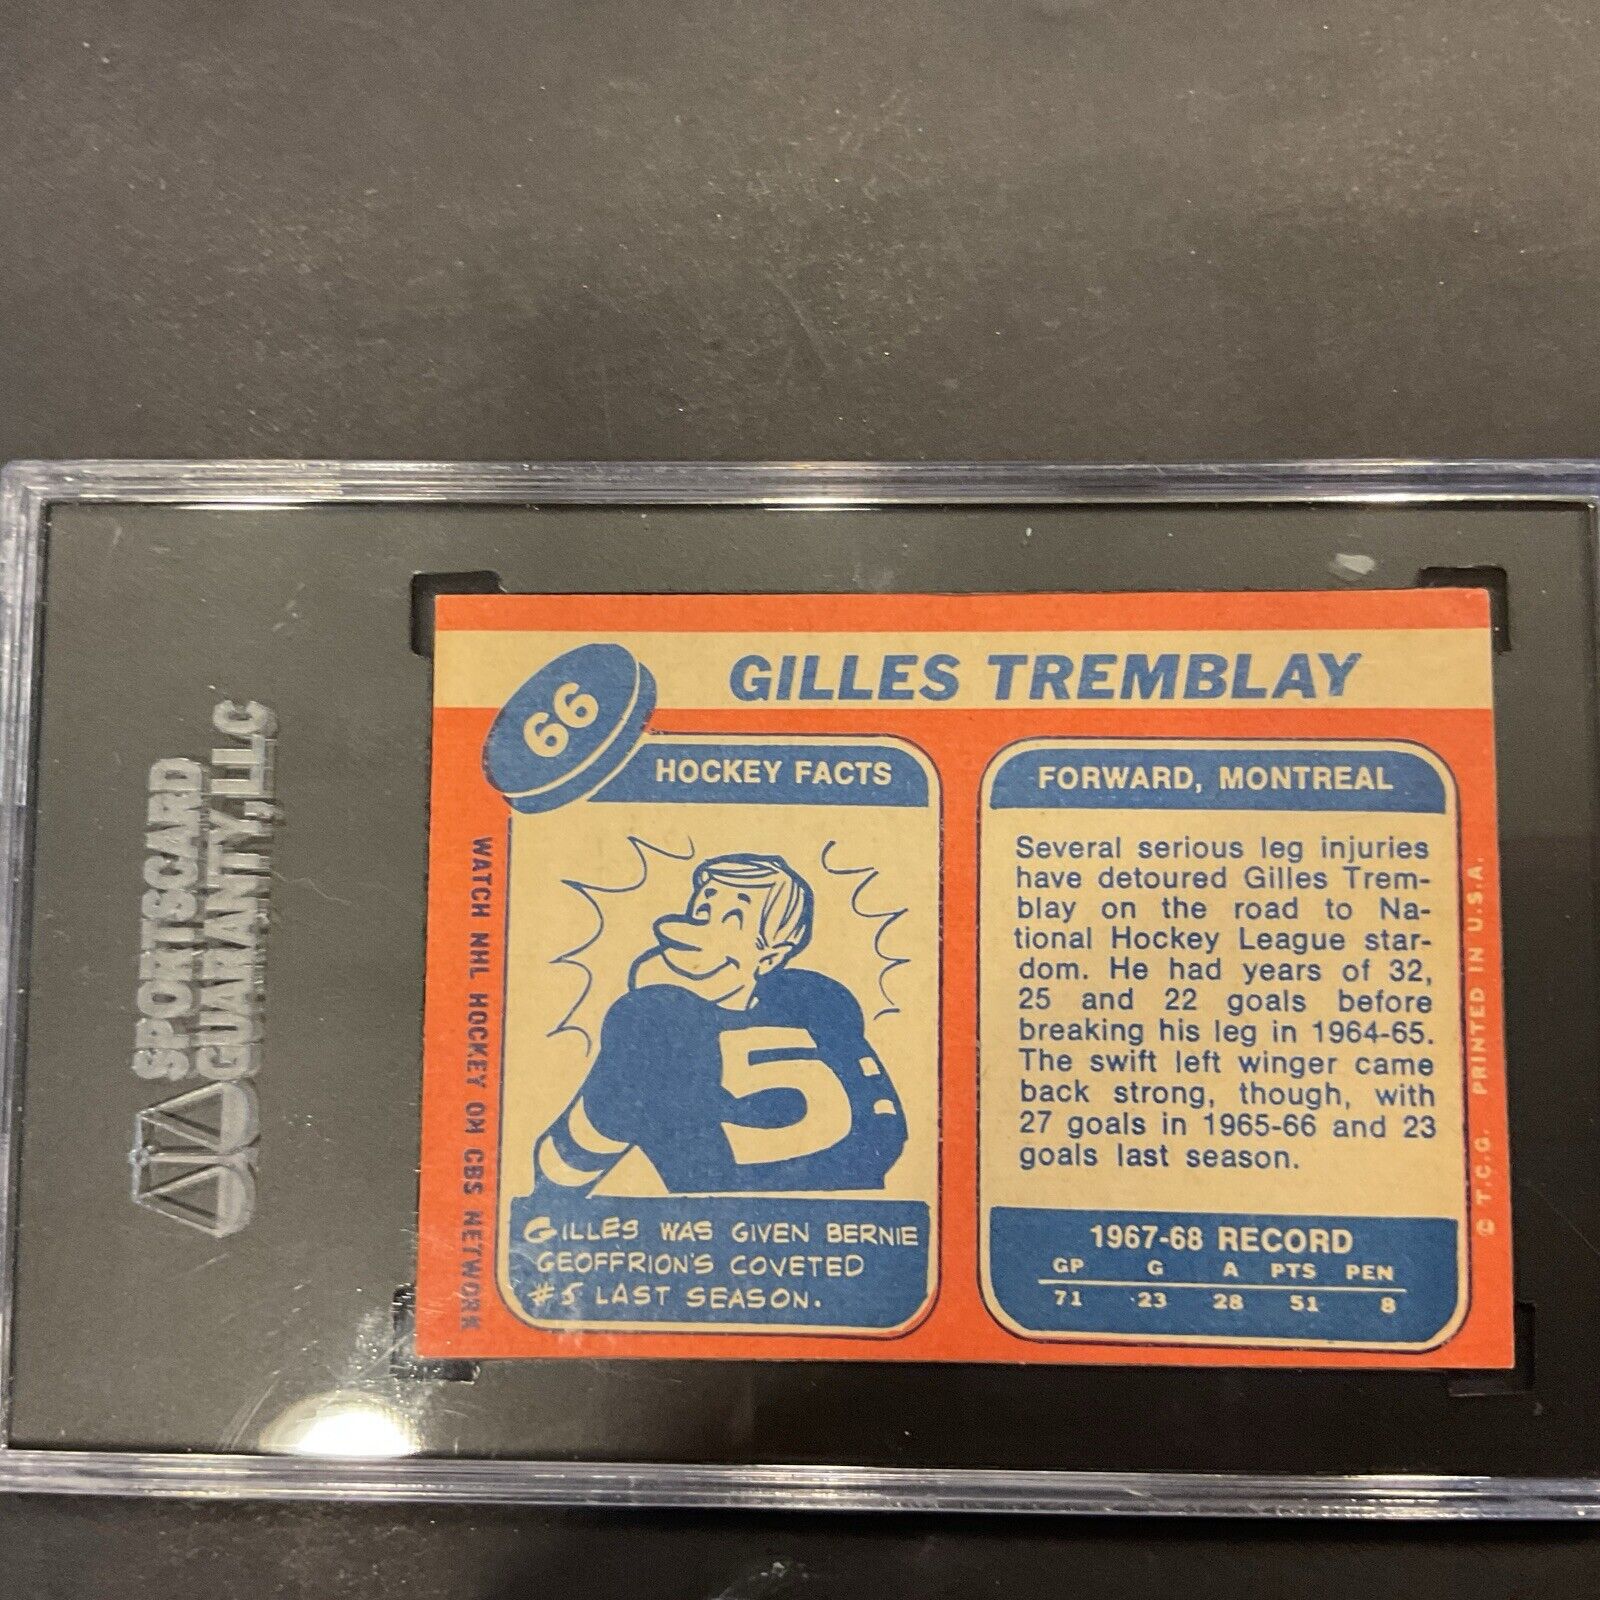 SPORTSCARD
GUARANTY, LLC
66
GILLES TREMBLAY
HOCKEY FACTS
5
GILLES WAS GIVEN BERNIE
GEOFFRION'S COVETED
#5 LAST SEASON.
WATCH NHL HOCKEY ON CBS NETWORK
FORWARD, MONTREAL
Several serious leg injuries
have detoured Gilles Trem-
blay on the road to Na-
tional Hockey League star-
dom. He had years of 32,
25 and 22 goals before
breaking his leg in 1964-65.
The swift left winger came
back strong, though, with
27 goals in 1965-66 and 23
goals last season.
1967-68 RECORD
GP G A PTS PEN
71 23 28 51 8
© T.C.G. PRINTED IN U.S.A.